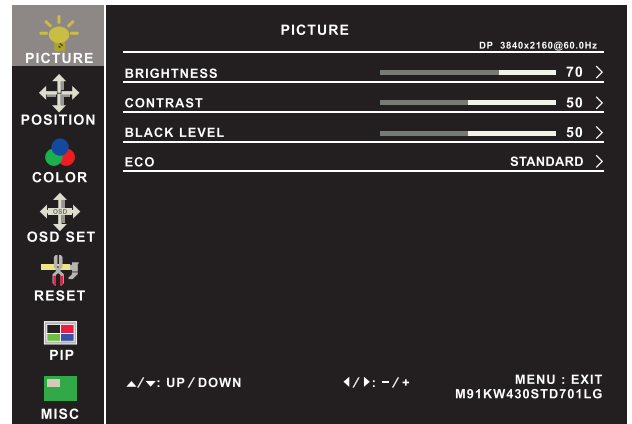 PICTURE
DP 3840x2160@60.0Hz
PICTURE
BRIGHTNESS 70 >
CONTRAST 50 >
POSITION
BLACK LEVEL 50 >
ECO STANDARD >
COLOR
OSD
OSD SET
RESET
PIP
▲/▼: UP / DOWN ◀/▶: − / + MENU : EXIT
M91KW430STD701LG
MISC